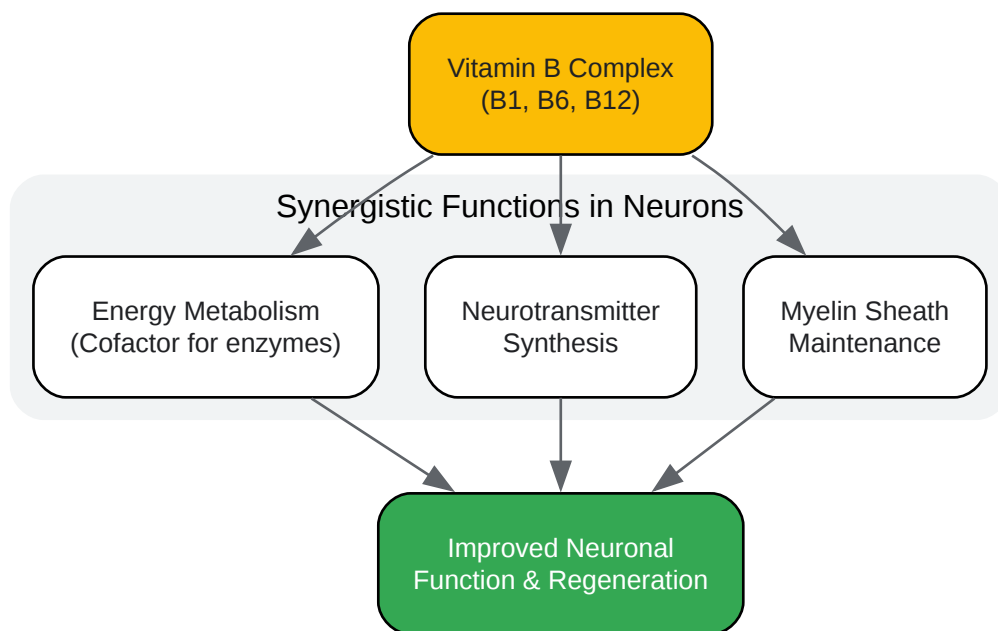 Vitamin B Complex
(B1, B6, B12)
Synergistic Functions in Neurons
Energy Metabolism
(Cofactor for enzymes)
Neurotransmitter
Synthesis
Myelin Sheath
Maintenance
Improved Neuronal
Function & Regeneration